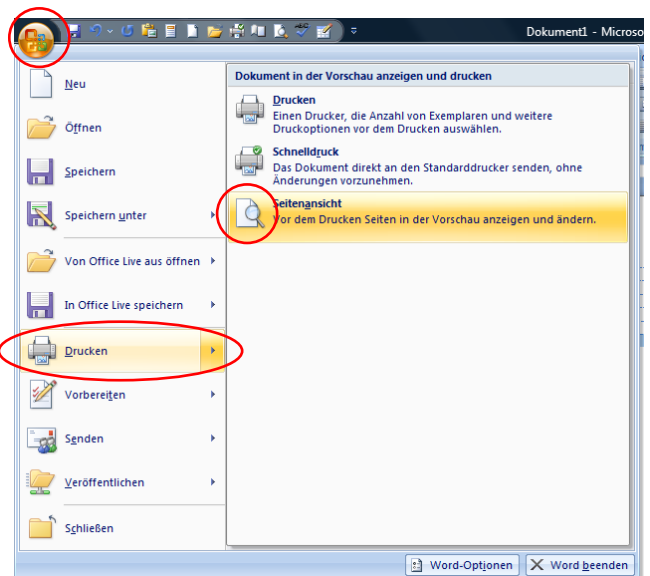 Dokument1 - Microso
Neu
Öffnen
Speichern
Speichern unter
Von Office Live aus öffnen
In Office Live speichern
Drucken
Vorbereiten
Senden
Veröffentlichen
Schließen
Dokument in der Vorschau anzeigen und drucken
Drucken
Einen Drucker, die Anzahl von Exemplaren und weitere
Druckoptionen vor dem Drucken auswählen.
Schnelldruck
Das Dokument direkt an den Standarddrucker senden, ohne
Änderungen vorzunehmen.
Seitenansicht
Vor dem Drucken Seiten in der Vorschau anzeigen und ändern.
Word-Optionen
Word beenden